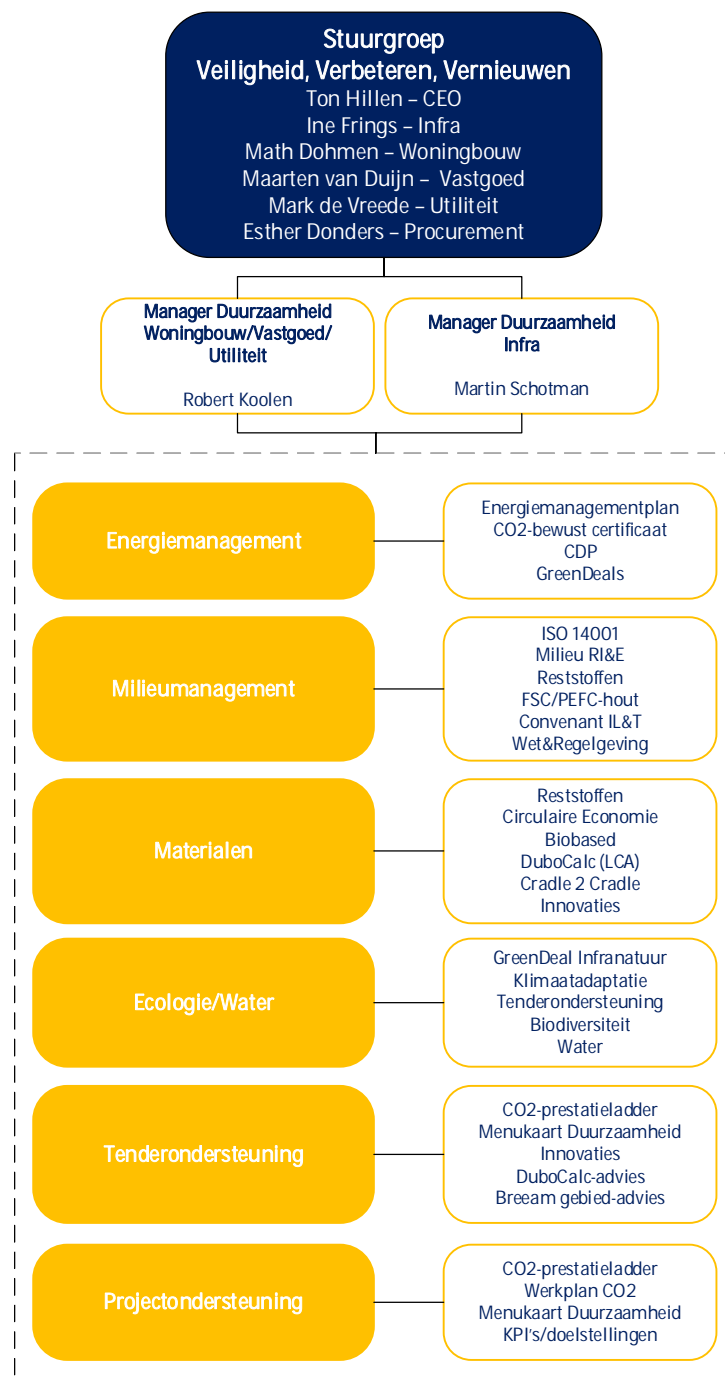 Stuurgroep
Veiligheid, Verbeteren, Vernieuwen
Ton Hillen – CEO
Ine Frings – Infra
Math Dohmen – Woningbouw
Maarten van Duijn – Vastgoed
Mark de Vreede – Utiliteit
Esther Donders – Procurement
Manager Duurzaamheid
Woningbouw/Vastgoed/
Utiliteit
Robert Koolen
Manager Duurzaamheid
Infra
Martin Schotman
Energiemanagement
Energiemanagementplan
CO2-bewust certificaat
CDP
GreenDeals
Milieumanagement
ISO 14001
Milieu RI&E
Reststoffen
FSC/PEFC-hout
Convenant IL&T
Wet&Regelgeving
Materialen
Reststoffen
Circulaire Economie
Biobased
DuboCalc (LCA)
Cradle 2 Cradle
Innovaties
Ecologie/Water
GreenDeal Infranatuur
Klimaatadaptatie
Tenderondersteuning
Biodiversiteit
Water
Tenderondersteuning
CO2-prestatieladder
Menukaart Duurzaamheid
Innovaties
DuboCalc-advies
Breeam gebied-advies
Projectondersteuning
CO2-prestatieladder
Werkplan CO2
Menukaart Duurzaamheid
KPI's/doelstellingen